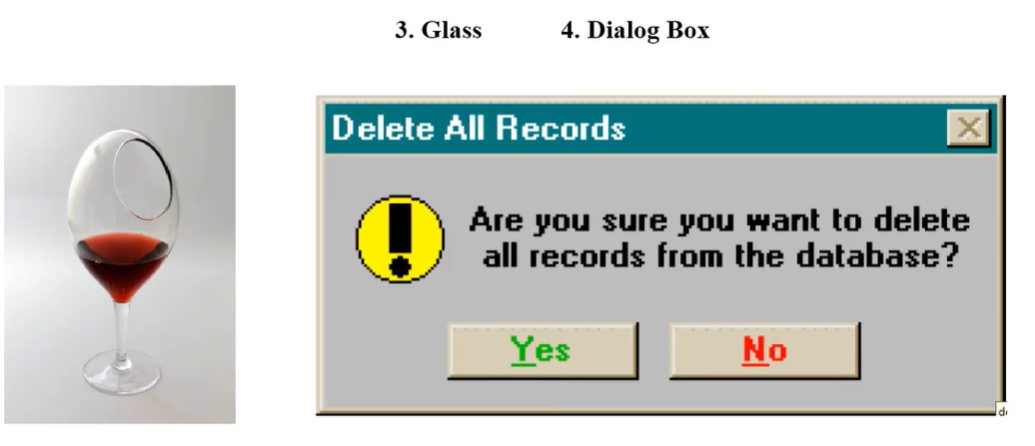 3. Glass 4. Dialog Box
Delete All Records
Are you sure you want to delete
all records from the database?
Yes No